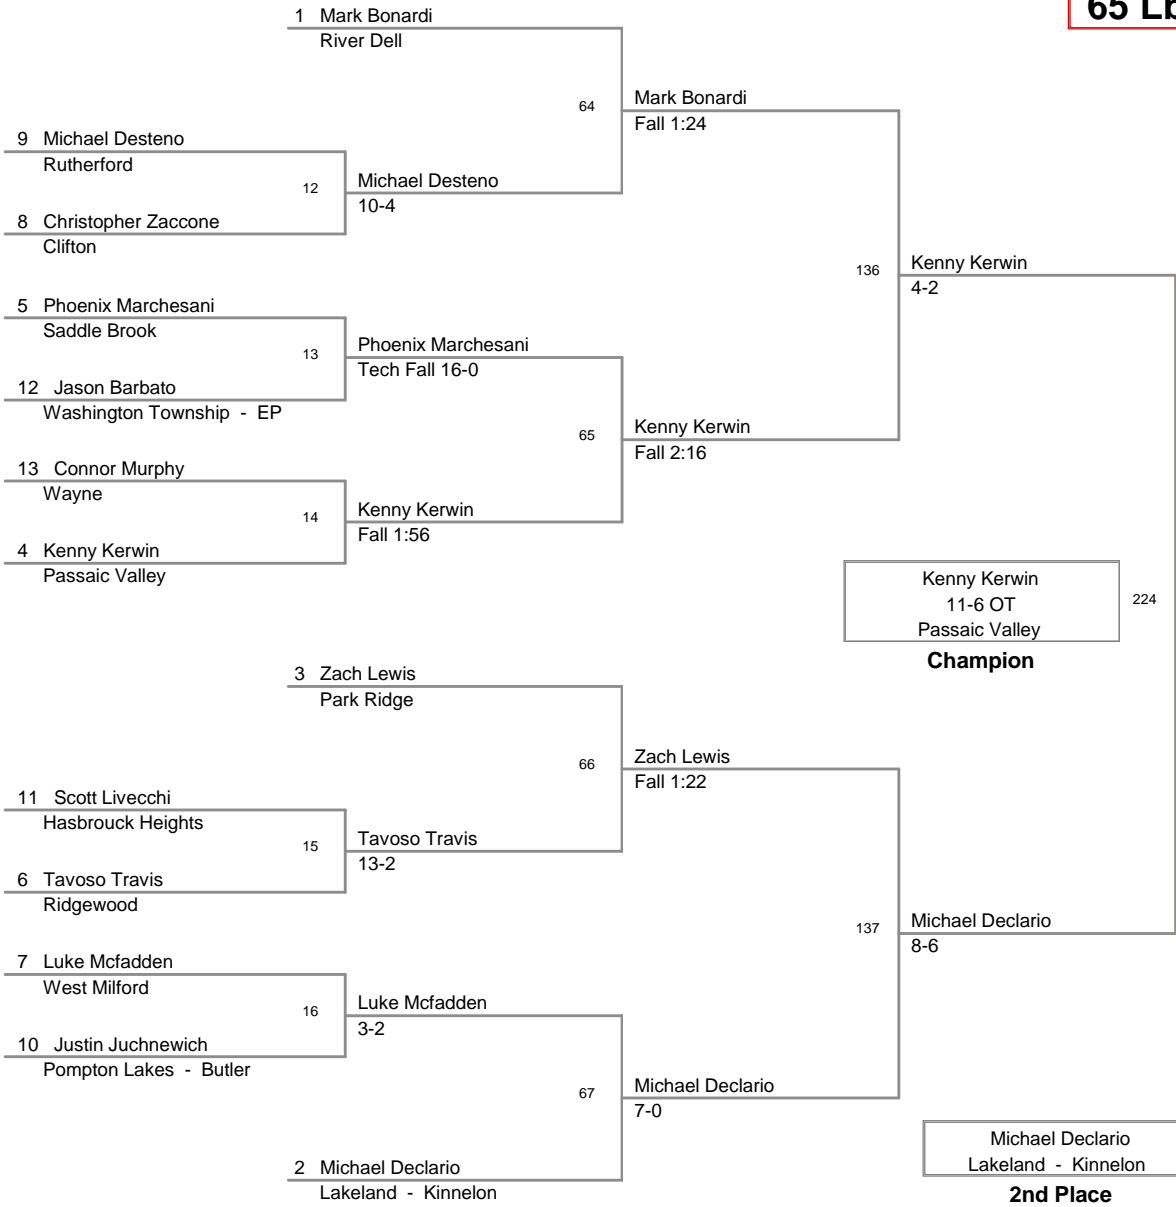 65 Lb
1 Mark Bonardi
River Dell
64
Mark Bonardi
Fall 1:24
9 Michael Desteno
Rutherford
12
Michael Desteno
10-4
8 Christopher Zaccone
Clifton
136
Kenny Kerwin
4-2
5 Phoenix Marchesani
Saddle Brook
13
Phoenix Marchesani
Tech Fall 16-0
12 Jason Barbato
Washington Township - EP
65
Kenny Kerwin
Fall 2:16
13 Connor Murphy
Wayne
14
Kenny Kerwin
Fall 1:56
4 Kenny Kerwin
Passaic Valley
Kenny Kerwin
11-6 OT
Passaic Valley
224
Champion
3 Zach Lewis
Park Ridge
66
Zach Lewis
Fall 1:22
11 Scott Livecchi
Hasbrouck Heights
15
Tavoso Travis
13-2
6 Tavoso Travis
Ridgewood
137
Michael Declario
8-6
7 Luke Mcfadden
West Milford
16
Luke Mcfadden
3-2
10 Justin Juchnewich
Pompton Lakes - Butler
67
Michael Declario
7-0
2 Michael Declario
Lakeland - Kinnelon
Michael Declario
Lakeland - Kinnelon
2nd Place